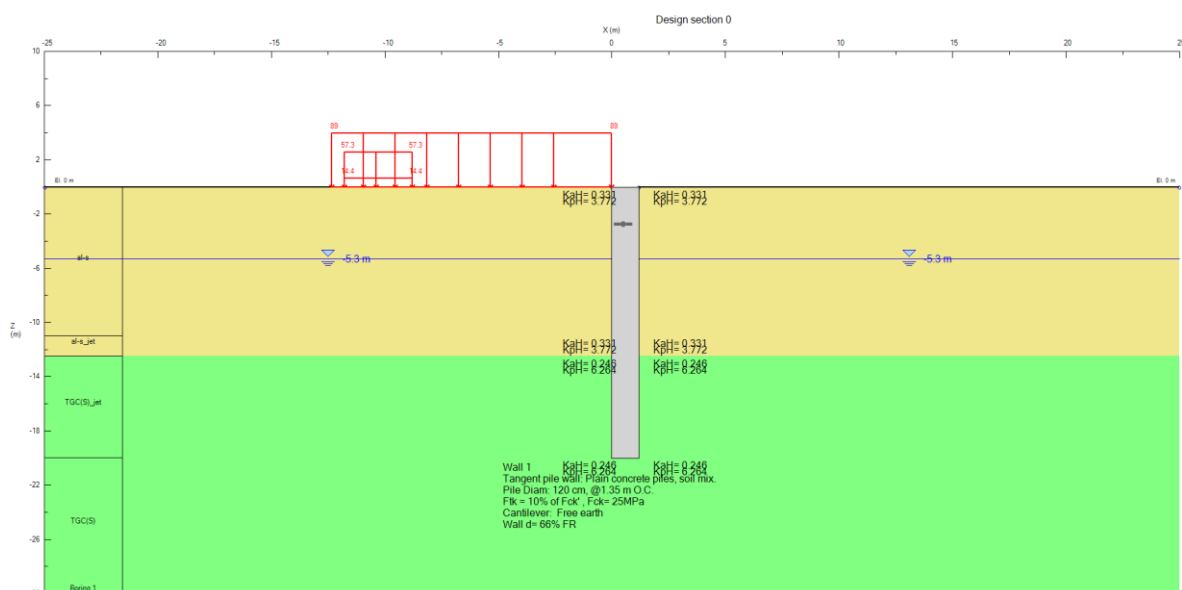 Design section 0
X (m)
-25 -20 -15 -10 -5 0 5 10 15 20 25
10
6
89 89
57.3 57.3
2
14.4 14.4
El. 0 m El. 0 m
KaH= 0.331 KaH= 0.331
KpH= 3.772 KpH= 3.772
-2
al-s -5.3 m -5.3 m
-6
Z
(m)
-10
al-s_jet KaH= 0.331 KaH= 0.331
KpH= 3.772 KpH= 3.772
KaH= 0.246 KaH= 0.246
KpH= 6.264 KpH= 6.264
-14
TGC(S)_jet
-18
Wall 1 KaH= 0.246 KaH= 0.246
KpH= 6.264 KpH= 6.264
Tangent pile wall: Plain concrete piles, soil mix.
-22
Pile Diam: 120 cm, @1.35 m O.C.
Ftk = 10% of Fck' , Fck= 25MPa
TGC(S)
Cantilever: Free earth
Wall d= 66% FR
-26
Boring 1